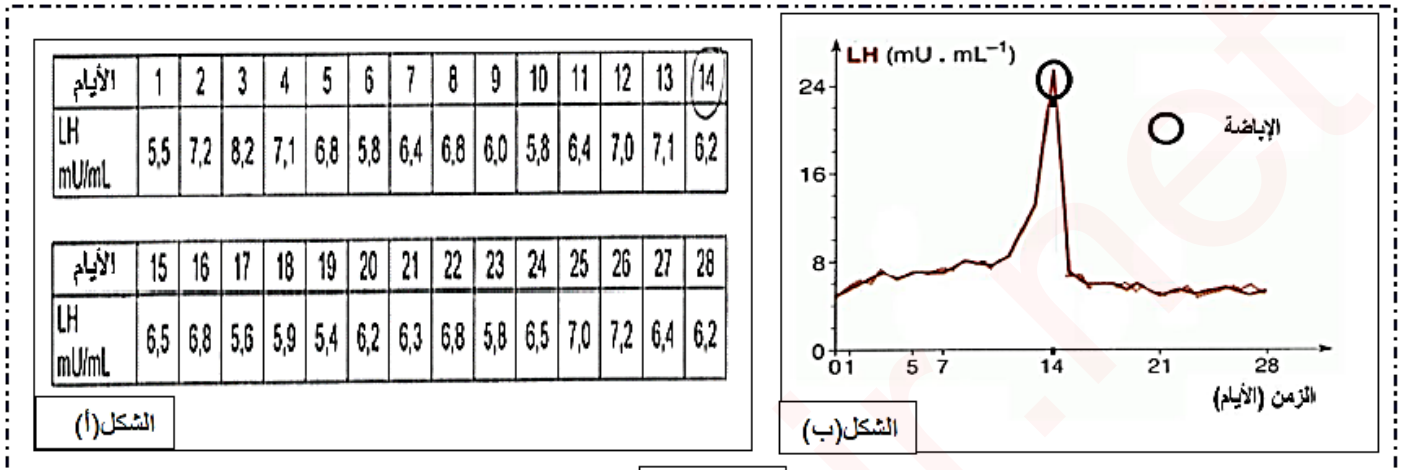 الأيام 1 2 3 4 5 6 7 8 9 10 11 12 13 14
LH mU/mL 5,5 7,2 8,2 7,1 6,8 5,8 6,4 6,8 6,0 5,8 6,4 7,0 7,1 6,2
الأيام 15 16 17 18 19 20 21 22 23 24 25 26 27 28
LH mU/mL 6,5 6,8 5,6 5,9 5,4 6,2 6,3 6,8 5,8 6,5 7,0 7,2 6,4 6,2
الشكل(أ)
LH (mU . mL⁻¹)
24
16
8
0
0 1 5 7 14 21 28
الإباضة
الزمن (الأيام)
الشكل(ب)